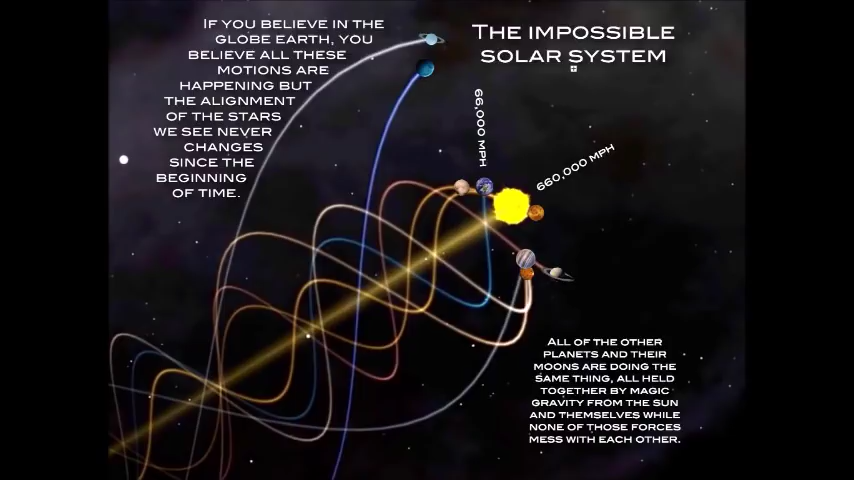 IF YOU BELIEVE IN THE
GLOBE EARTH, YOU
BELIEVE ALL THESE
MOTIONS ARE
HAPPENING BUT
THE ALIGNMENT
OF THE STARS
WE SEE NEVER
CHANGES
SINCE THE
BEGINNING
OF TIME.
THE IMPOSSIBLE
SOLAR SYSTEM
66,000 MPH
660,000 MPH
ALL OF THE OTHER
PLANETS AND THEIR
MOONS ARE DOING THE
SAME THING, ALL HELD
TOGETHER BY MAGIC
GRAVITY FROM THE SUN
AND THEMSELVES WHILE
NONE OF THOSE FORCES
MESS WITH EACH OTHER.